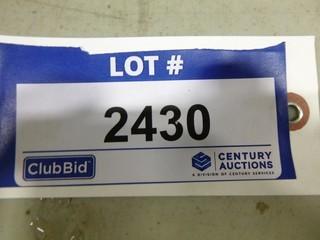 LOT #
2430
ClubBid
CENTURY
AUCTIONS
A DIVISION OF CENTURY SERVICES